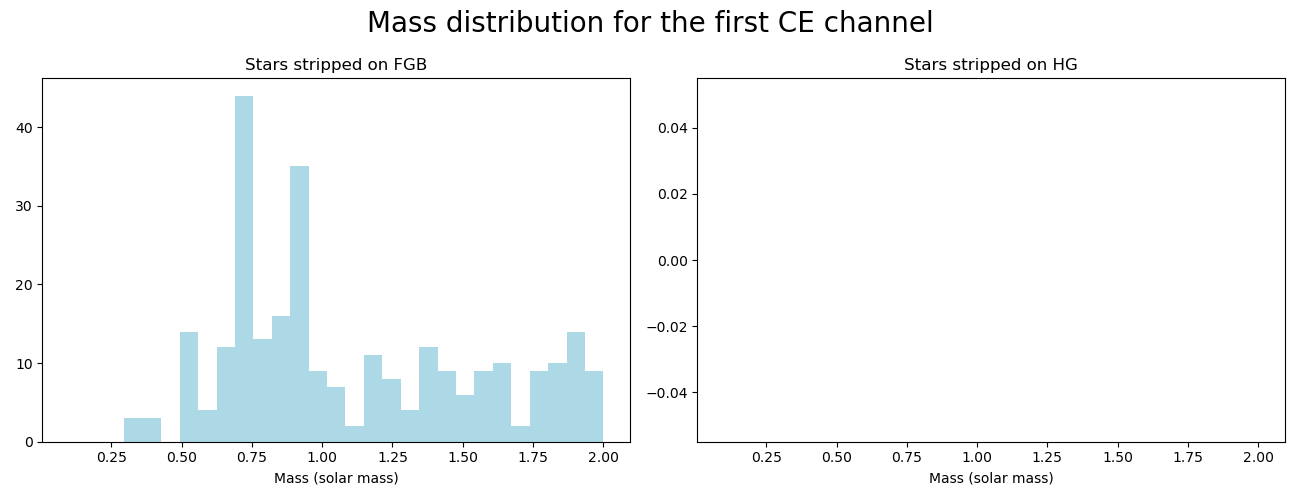 Mass distribution for the first CE channel
Stars stripped on FGB
40
30
20
10
0
0.25 0.50 0.75 1.00 1.25 1.50 1.75 2.00
Mass (solar mass)
Stars stripped on HG
0.04
0.02
0.00
−0.02
−0.04
0.25 0.50 0.75 1.00 1.25 1.50 1.75 2.00
Mass (solar mass)